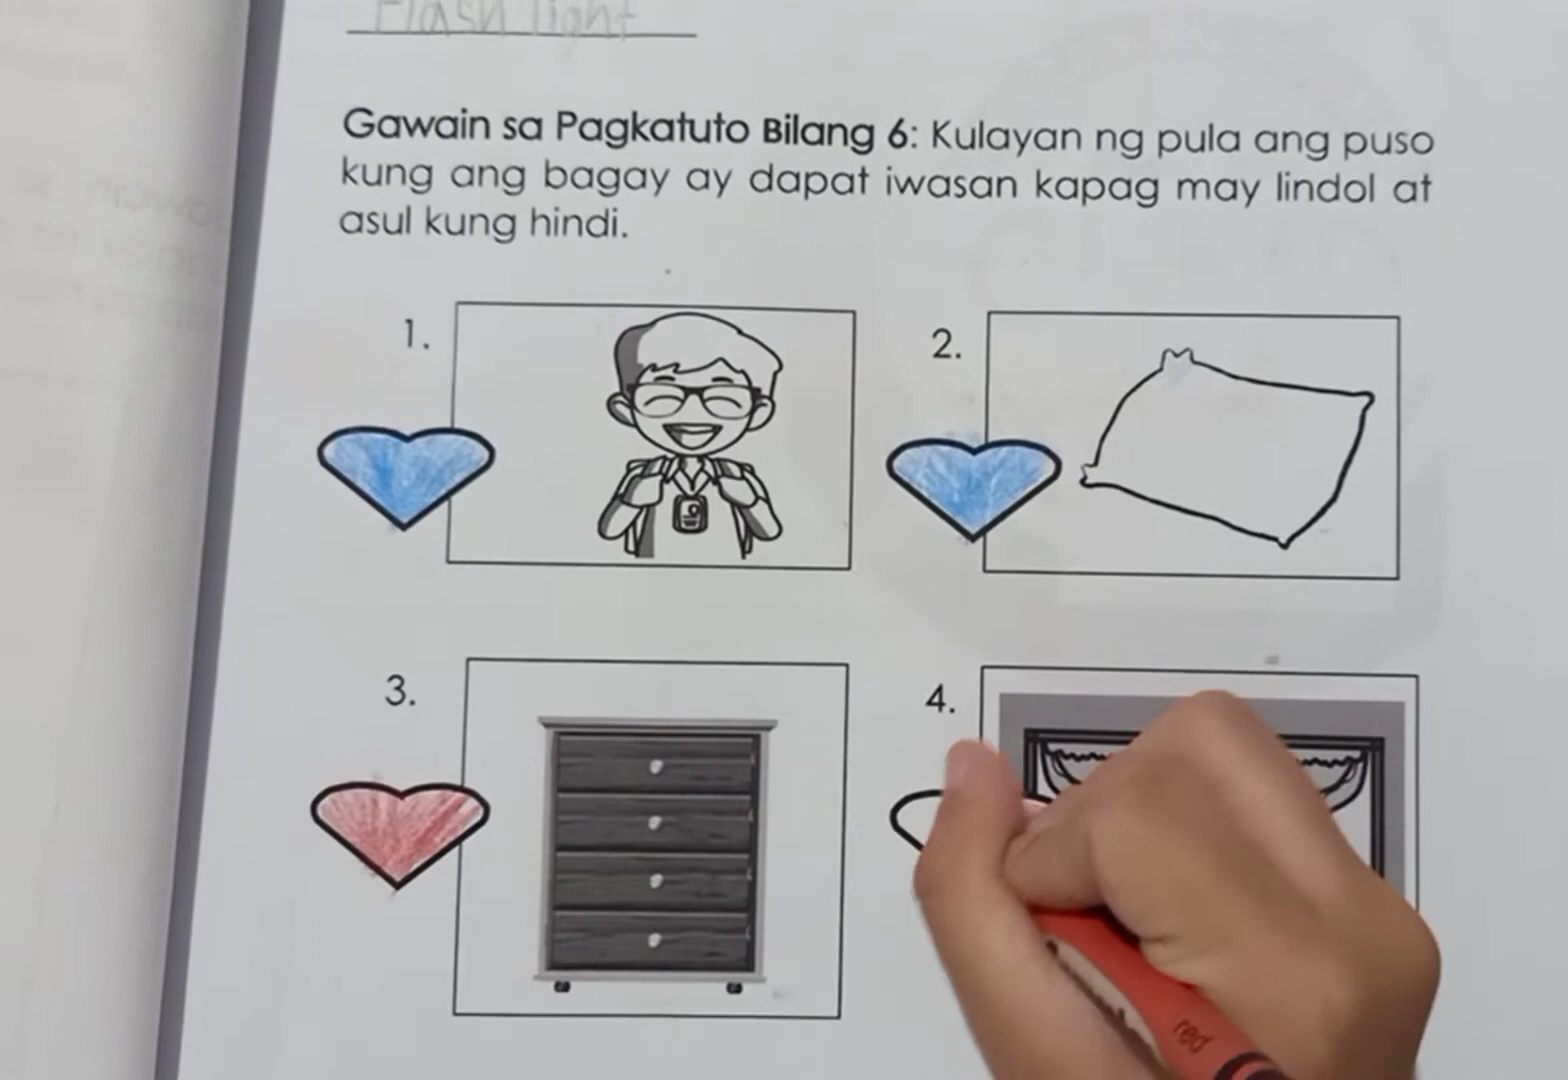 Flash light
Gawain sa Pagkatuto Bilang 6: Kulayan ng pula ang puso
kung ang bagay ay dapat iwasan kapag may lindol at
asul kung hindi.
1.
2.
3.
4.
red